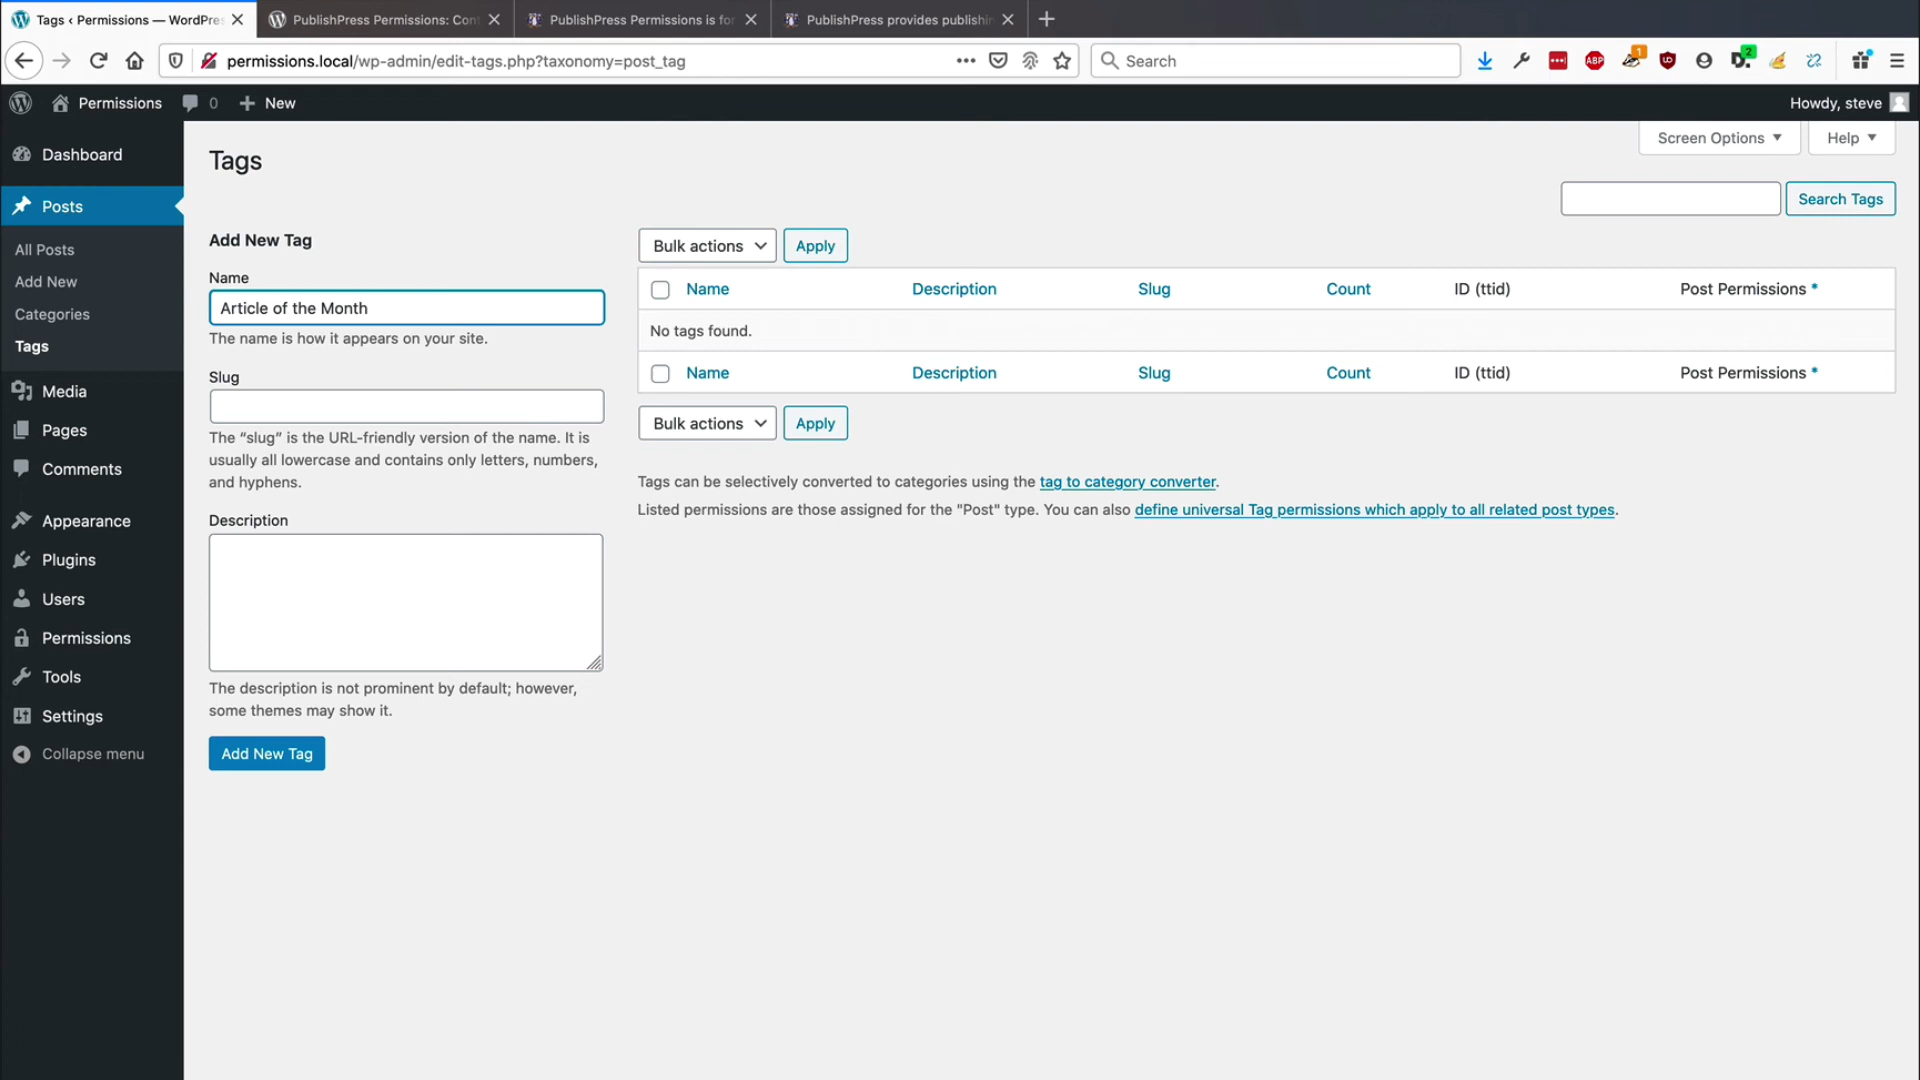 Tags ‹ Permissions — WordPre
PublishPress Permissions: Con
PublishPress Permissions is for
PublishPress provides publishin
permissions.local/wp-admin/edit-tags.php?taxonomy=post_tag
Search
ABP
1
2
Permissions
0
New
Howdy, steve
Screen Options
Help
Dashboard
Posts
All Posts
Add New
Categories
Tags
Media
Pages
Comments
Appearance
Plugins
Users
Permissions
Tools
Settings
Collapse menu
Tags
Search Tags
Add New Tag
Name
Article of the Month
The name is how it appears on your site.
Slug
The “slug” is the URL-friendly version of the name. It is
usually all lowercase and contains only letters, numbers,
and hyphens.
Description
The description is not prominent by default; however,
some themes may show it.
Add New Tag
Bulk actions
Apply
Name Description Slug Count ID (ttid) Post Permissions *
No tags found.
Name Description Slug Count ID (ttid) Post Permissions *
Bulk actions
Apply
Tags can be selectively converted to categories using the tag to category converter.
Listed permissions are those assigned for the "Post" type. You can also define universal Tag permissions which apply to all related post types.